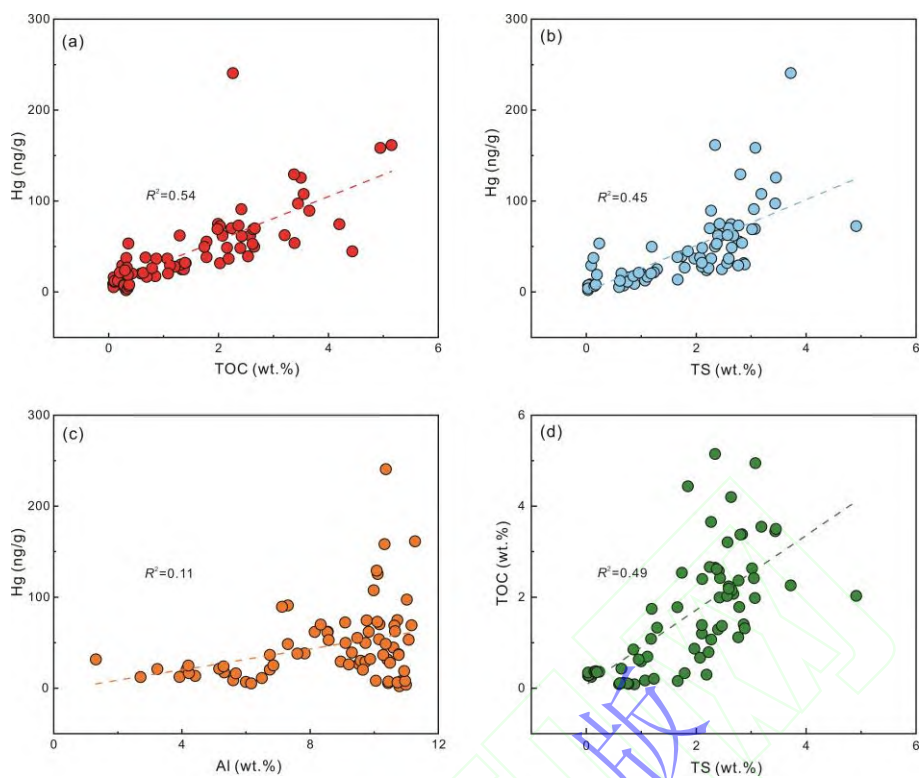 300
200
100
0
Hg (ng/g)
(a)
R²=0.54
0 2 4 6
TOC (wt.%)
300
200
100
0
Hg (ng/g)
(b)
R²=0.45
0 2 4 6
TS (wt.%)
300
200
100
0
Hg (ng/g)
(c)
R²=0.11
0 4 8 12
Al (wt.%)
6
4
2
0
TOC (wt.%)
(d)
R²=0.49
0 2 4 6
TS (wt.%)